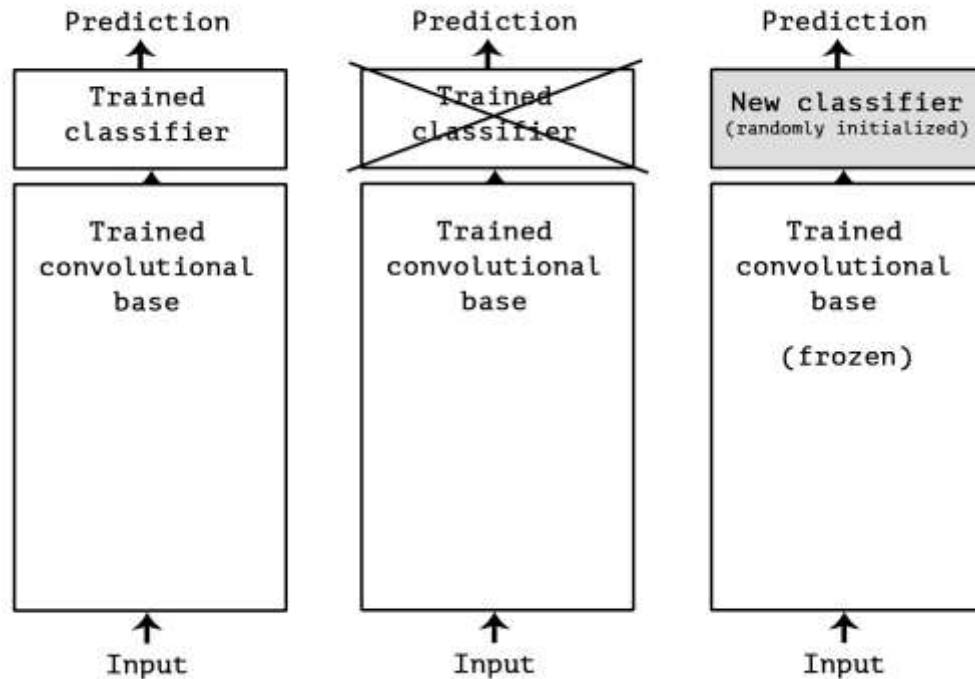 Prediction
Trained
classifier
Trained
convolutional
base
Input
Prediction
Trained
classifier
Trained
convolutional
base
Input
Prediction
New classifier
(randomly initialized)
Trained
convolutional
base
(frozen)
Input